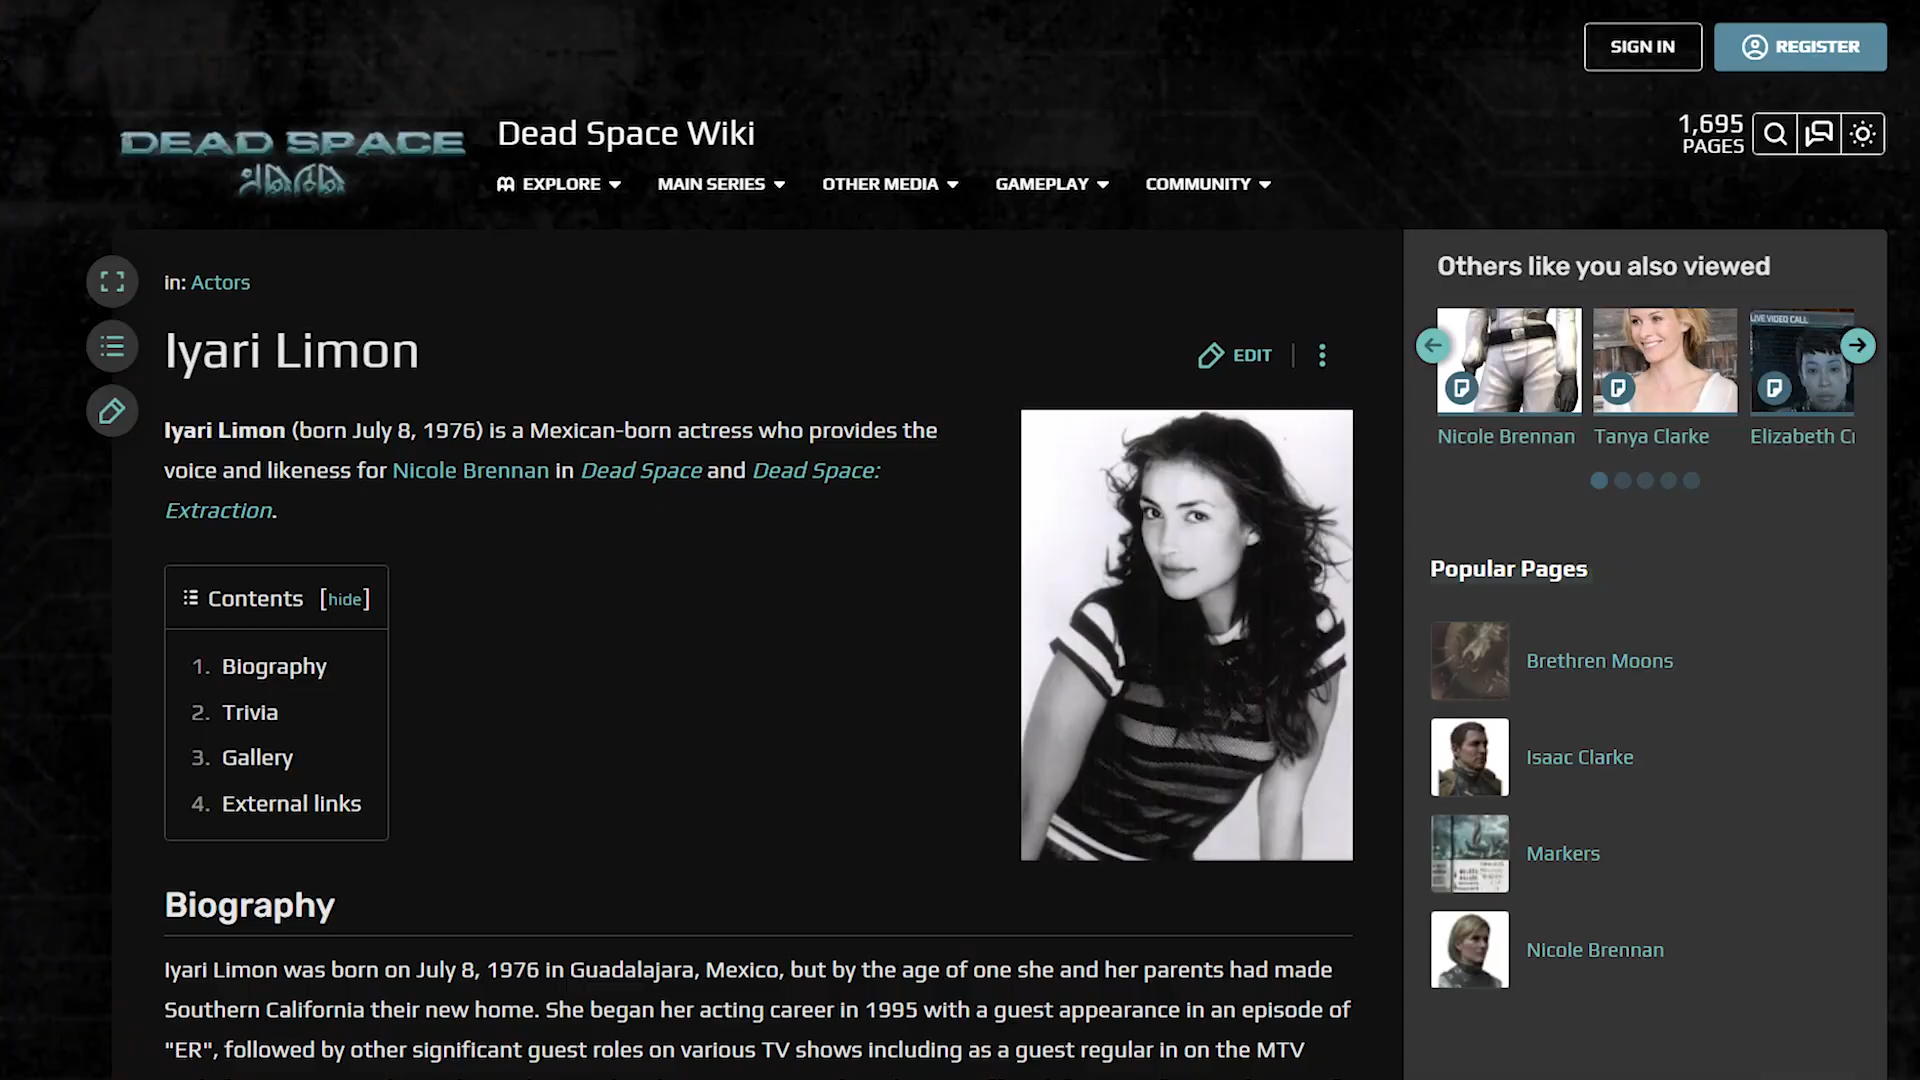 SIGN IN
REGISTER
DEAD SPACE
Dead Space Wiki
1,695
PAGES
EXPLORE
MAIN SERIES
OTHER MEDIA
GAMEPLAY
COMMUNITY
in: Actors
Iyari Limon
EDIT
Iyari Limon (born July 8, 1976) is a Mexican-born actress who provides the
voice and likeness for Nicole Brennan in Dead Space and Dead Space:
Extraction.
Contents [hide]
1. Biography
2. Trivia
3. Gallery
4. External links
Biography
Iyari Limon was born on July 8, 1976 in Guadalajara, Mexico, but by the age of one she and her parents had made
Southern California their new home. She began her acting career in 1995 with a guest appearance in an episode of
"ER", followed by other significant guest roles on various TV shows including as a guest regular in on the MTV
Others like you also viewed
LIVE VIDEO CALL
Nicole Brennan
Tanya Clarke
Elizabeth Cr
Popular Pages
Brethren Moons
Isaac Clarke
Markers
Nicole Brennan